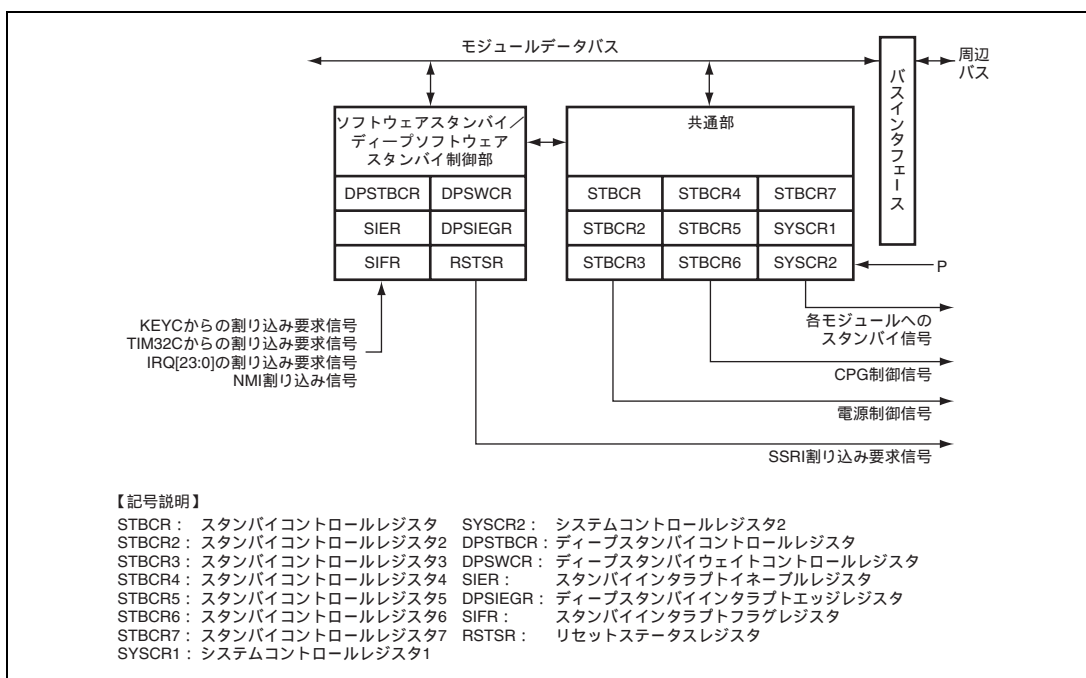 モジュールデータバス
周辺
バス
バスインタフェース
ソフトウェアスタンバイ／
ディープソフトウェア
スタンバイ制御部
共通部
DPSTBCR DPSWCR
SIER DPSIEGR
SIFR RSTSR
STBCR STBCR4 STBCR7
STBCR2 STBCR5 SYSCR1
STBCR3 STBCR6 SYSCR2
P
KEYCからの割り込み要求信号
TIM32Cからの割り込み要求信号
IRQ[23:0]の割り込み要求信号
NMI割り込み信号
各モジュールへの
スタンバイ信号
CPG制御信号
電源制御信号
SSRI割り込み要求信号
【記号説明】
STBCR： スタンバイコントロールレジスタ SYSCR2： システムコントロールレジスタ2
STBCR2： スタンバイコントロールレジスタ2 DPSTBCR：ディープスタンバイコントロールレジスタ
STBCR3： スタンバイコントロールレジスタ3 DPSWCR：ディープスタンバイウェイトコントロールレジスタ
STBCR4： スタンバイコントロールレジスタ4 SIER： スタンバイインタラプトイネーブルレジスタ
STBCR5： スタンバイコントロールレジスタ5 DPSIEGR：ディープスタンバイインタラプトエッジレジスタ
STBCR6： スタンバイコントロールレジスタ6 SIFR： スタンバイインタラプトフラグレジスタ
STBCR7： スタンバイコントロールレジスタ7 RSTSR： リセットステータスレジスタ
SYSCR1：システムコントロールレジスタ1